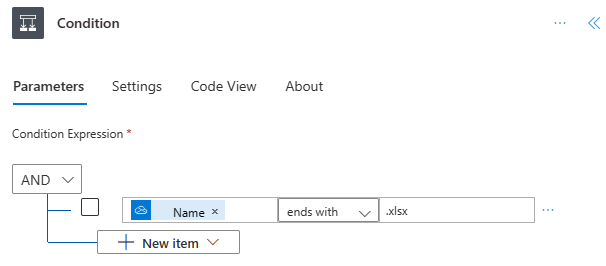 Condition
Parameters Settings Code View About
Condition Expression *
AND
Name × ends with .xlsx
New item